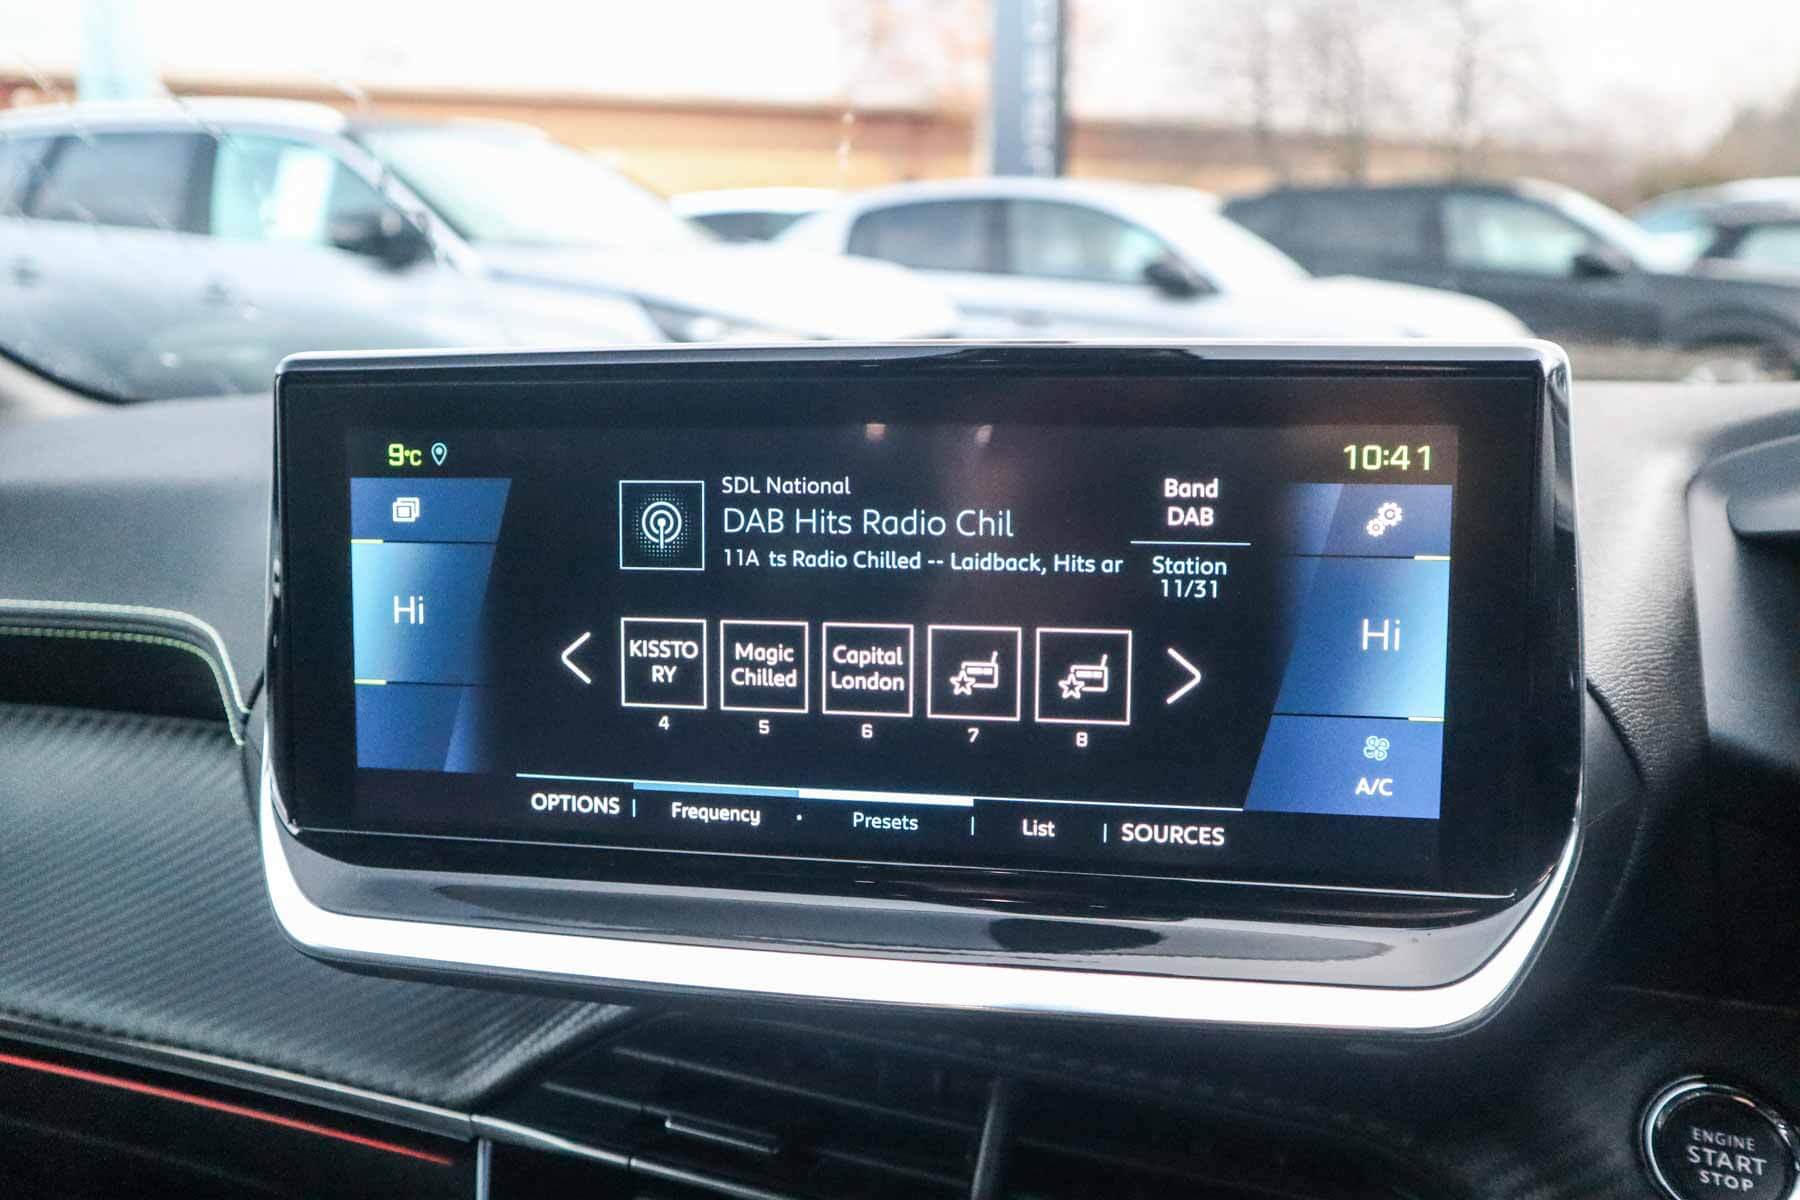 9°C
10:41
SDL National
DAB Hits Radio Chil
11A ts Radio Chilled -- Laidback, Hits ar
Band
DAB
Station
11/31
Hi
Hi
KISSTO
RY
4
Magic
Chilled
5
Capital
London
6
7
8
A/C
OPTIONS | Frequency • Presets | List | SOURCES
ENGINE
START
STOP